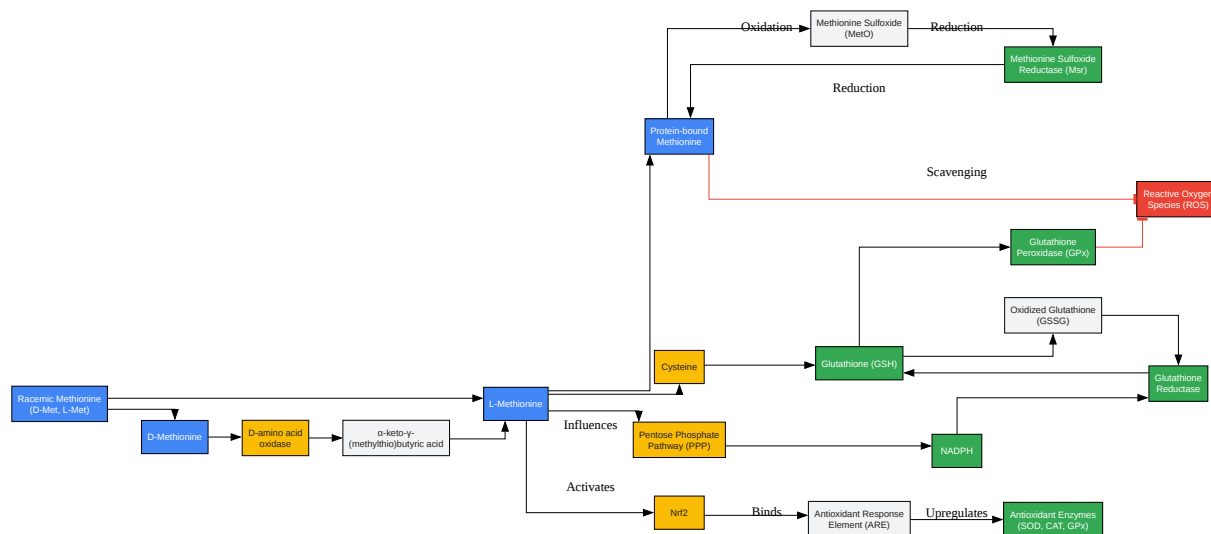 Oxidation
Methionine Sulfoxide
(MetO)
Reduction
Methionine Sulfoxide
Reductase (Msr)
Reduction
Protein-bound
Methionine
Scavenging
Reactive Oxygen
Species (ROS)
Glutathione
Peroxidase (GPx)
Oxidized Glutathione
(GSSG)
Cysteine
Glutathione (GSH)
Glutathione
Reductase
Racemic Methionine
(D-Met, L-Met)
L-Methionine
D-Methionine
D-amino acid
oxidase
α-keto-γ-
(methylthio)butyric acid
Influences
Pentose Phosphate
Pathway (PPP)
NADPH
Activates
Nrf2
Binds
Antioxidant Response
Element (ARE)
Upregulates
Antioxidant Enzymes
(SOD, CAT, GPx)